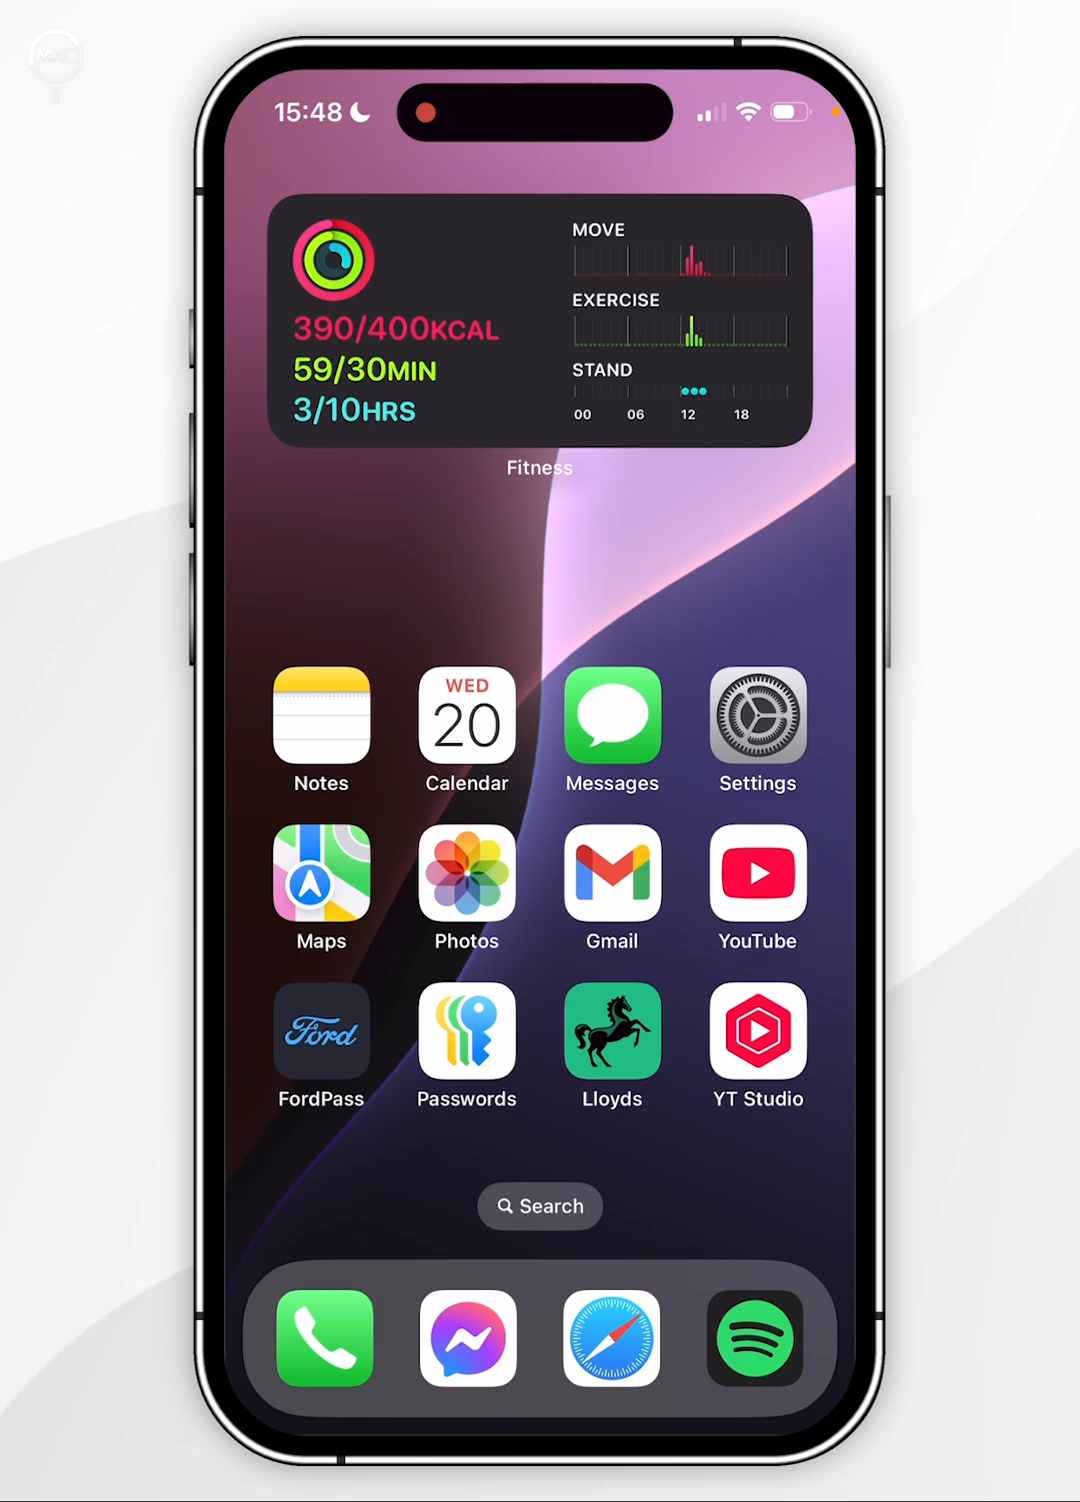 MAC
15:48
MOVE
EXERCISE
390/400KCAL
59/30MIN
3/10HRS
STAND
00 06 12 18
Fitness
WED
20
Notes Calendar Messages Settings
Maps Photos Gmail YouTube
Ford
FordPass Passwords Lloyds YT Studio
Search